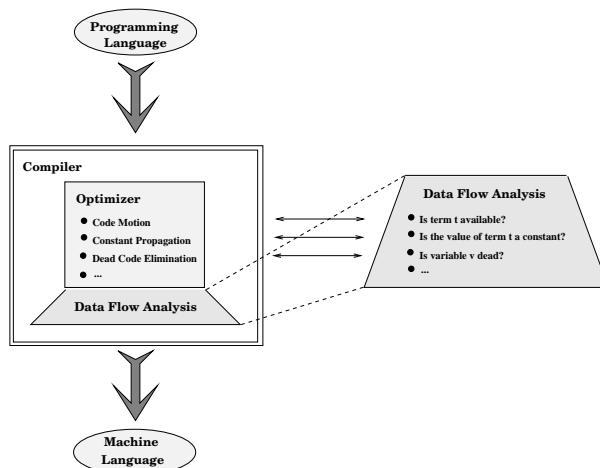 Programming
Language
Compiler
Optimizer
● Code Motion
● Constant Propagation
● Dead Code Elimination
● ...
Data Flow Analysis
Data Flow Analysis
● Is term t available?
● Is the value of term t a constant?
● Is variable v dead?
● ...
Machine
Language